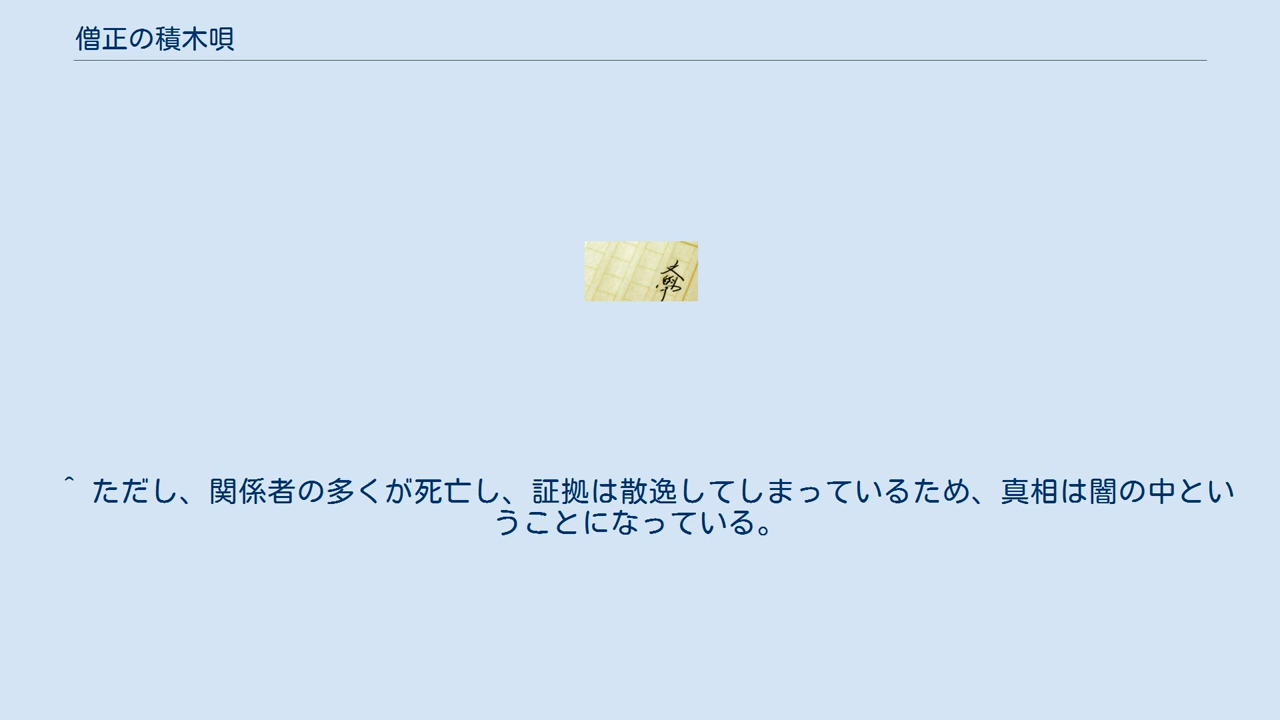 僧正の積木唄
^ ただし、関係者の多くが死亡し、証拠は散逸してしまっているため、真相は闇の中とい
うことになっている。